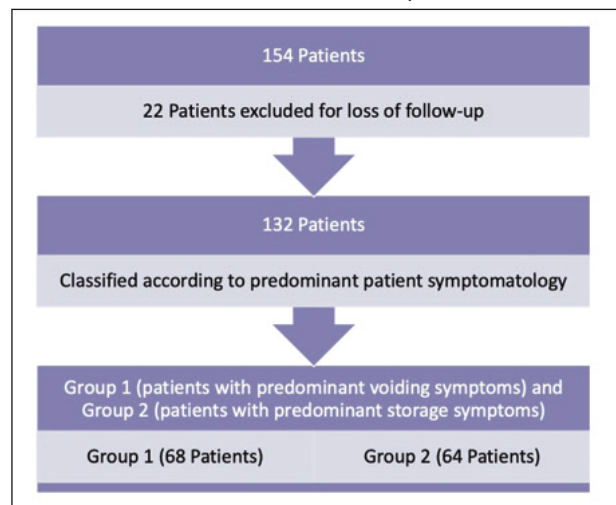 154 Patients
22 Patients excluded for loss of follow-up
132 Patients
Classified according to predominant patient symptomatology
Group 1 (patients with predominant voiding symptoms) and
Group 2 (patients with predominant storage symptoms)
Group 1 (68 Patients) Group 2 (64 Patients)